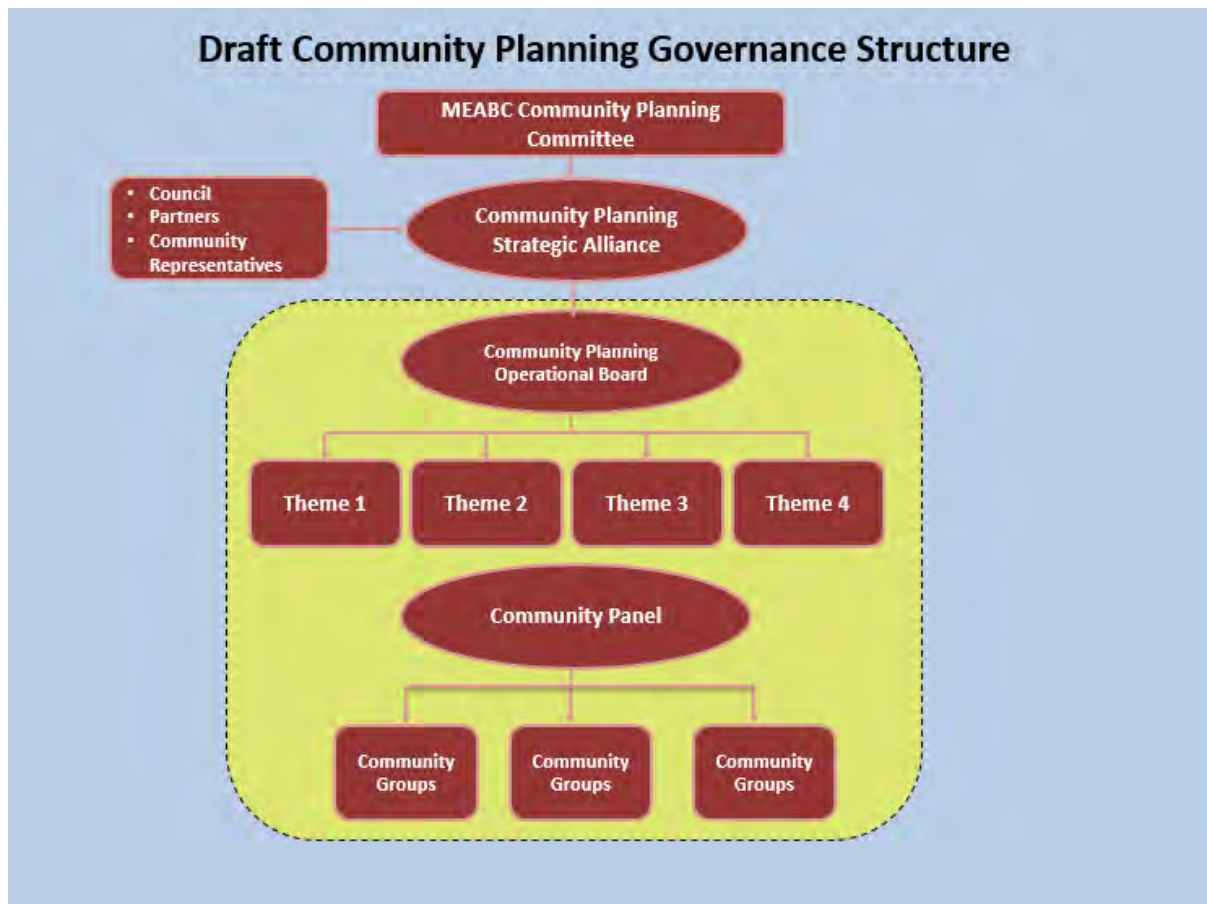 Draft Community Planning Governance Structure
MEABC Community Planning
Committee
• Council
• Partners
• Community
Representatives
Community Planning
Strategic Alliance
Community Planning
Operational Board
Theme 1
Theme 2
Theme 3
Theme 4
Community Panel
Community
Groups
Community
Groups
Community
Groups